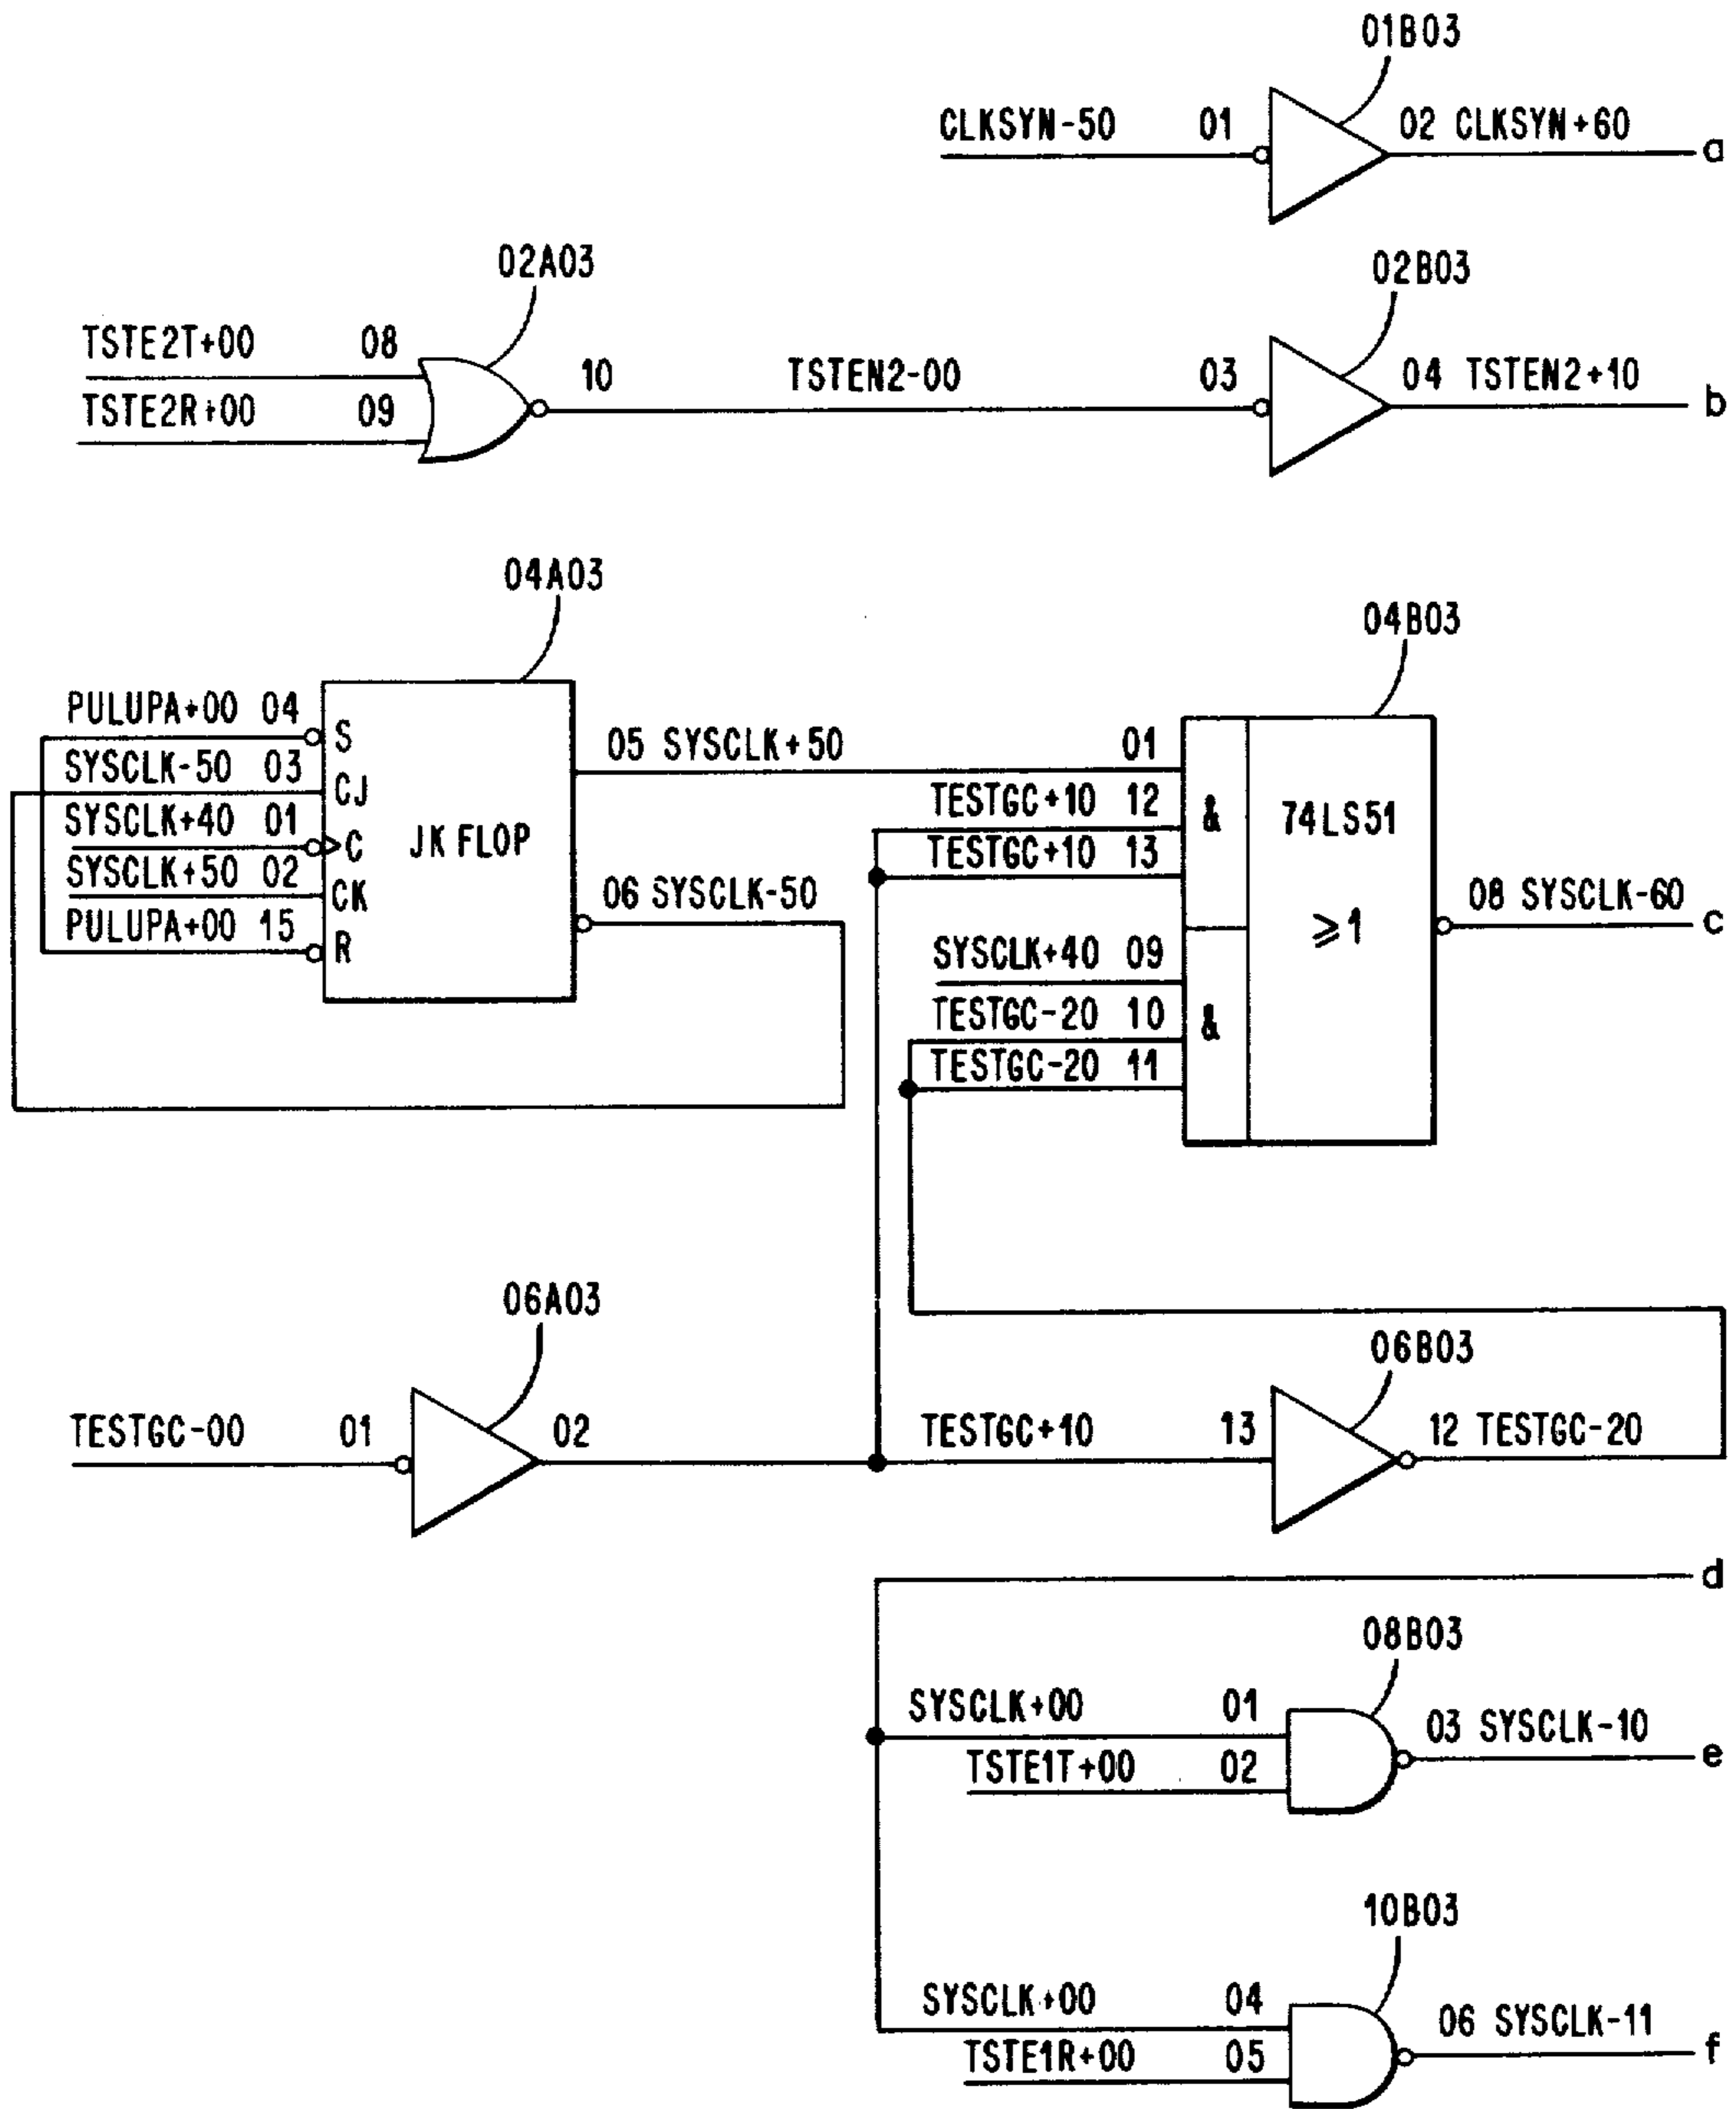 01B03
CLKSYN-50 01 02 CLKSYN+60 a
02A03 02B03
TSTE2T+00 08
10 TSTEN2-00 03 04 TSTEN2+10 b
TSTE2R+00 09
04A03
04B03
PULUPA+00 04 S
05 SYSCLK+50 01
SYSCLK-50 03 CJ
TESTGC+10 12 & 74LS51
SYSCLK+40 01 C JK FLOP
TESTGC+10 13
SYSCLK+50 02 CK
06 SYSCLK-50
08 SYSCLK-60 c
PULUPA+00 15 R
≥1
SYSCLK+40 09
TESTGC-20 10 &
TESTGC-20 11
06A03
06B03
TESTGC-00 01 02 TESTGC+10 13 12 TESTGC-20
d
08B03
SYSCLK+00 01
03 SYSCLK-10 e
TSTE1T+00 02
10B03
SYSCLK+00 04
06 SYSCLK-11 f
TSTE1R+00 05